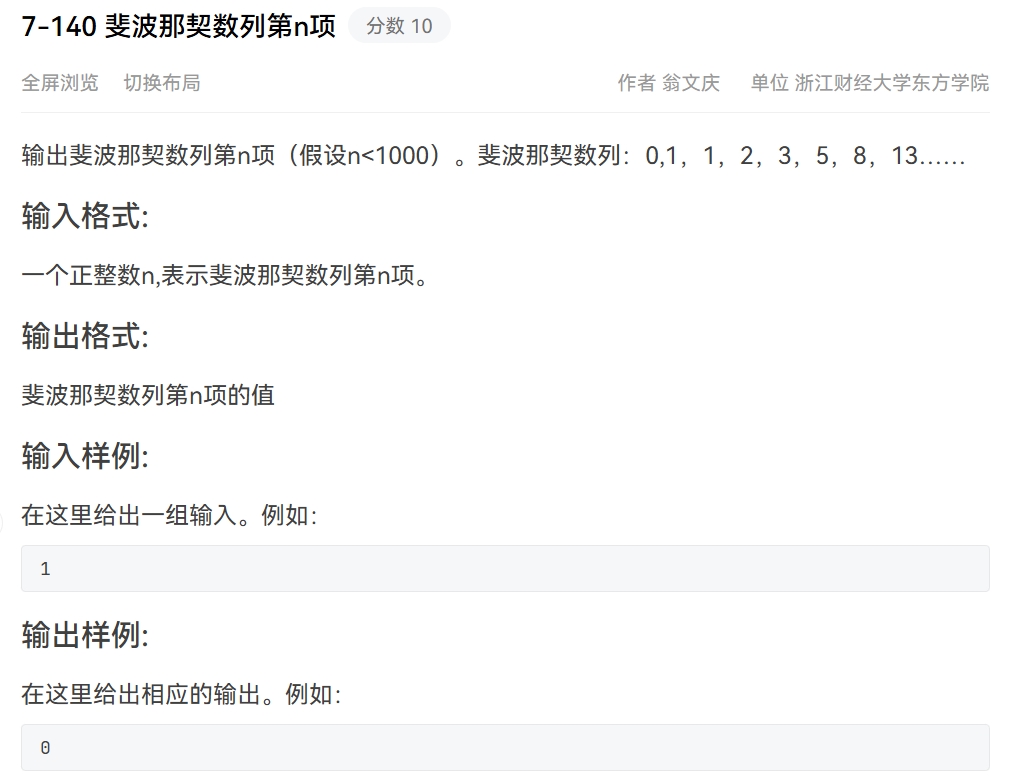 7-140 斐波那契数列第n项 分数 10
全屏浏览 切换布局 作者 翁文庆 单位 浙江财经大学东方学院
输出斐波那契数列第n项（假设n<1000）。斐波那契数列：0,1，1，2，3，5，8，13……
输入格式:
一个正整数n,表示斐波那契数列第n项。
输出格式:
斐波那契数列第n项的值
输入样例:
在这里给出一组输入。例如：
1
输出样例:
在这里给出相应的输出。例如：
0